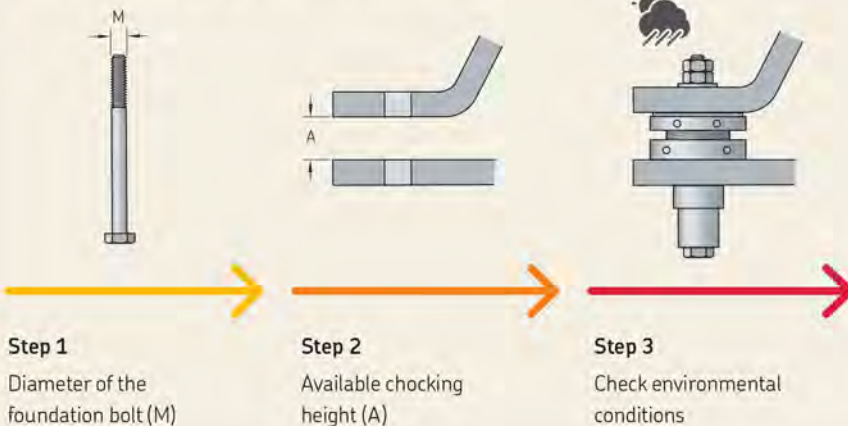 M
A
Step 1
Diameter of the
foundation bolt (M)
Step 2
Available chocking
height (A)
Step 3
Check environmental
conditions